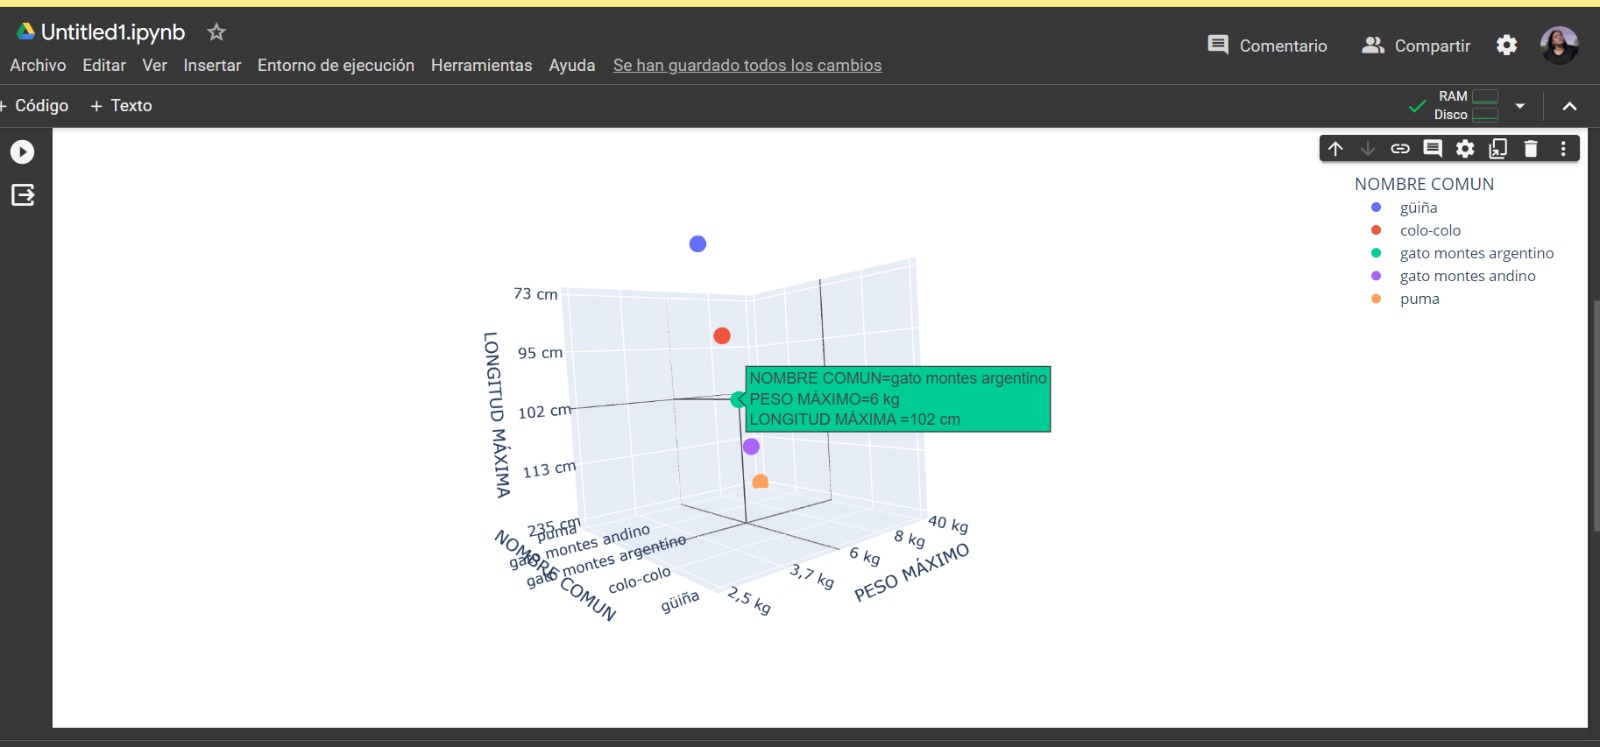 Untitled1.ipynb
Comentario
Compartir
Archivo Editar Ver Insertar Entorno de ejecución Herramientas Ayuda Se han guardado todos los cambios
+ Código + Texto
RAM
Disco
NOMBRE COMUN
güiña
colo-colo
gato montes argentino
gato montes andino
puma
73 cm
95 cm
102 cm
113 cm
235 cm
LONGITUD MÁXIMA
NOMBRE COMUN=gato montes argentino
PESO MÁXIMO=6 kg
LONGITUD MÁXIMA =102 cm
puma
gato montes andino
gato montes argentino
colo-colo
güiña
NOMBRE COMUN
2,5 kg
3,7 kg
6 kg
8 kg
40 kg
PESO MÁXIMO